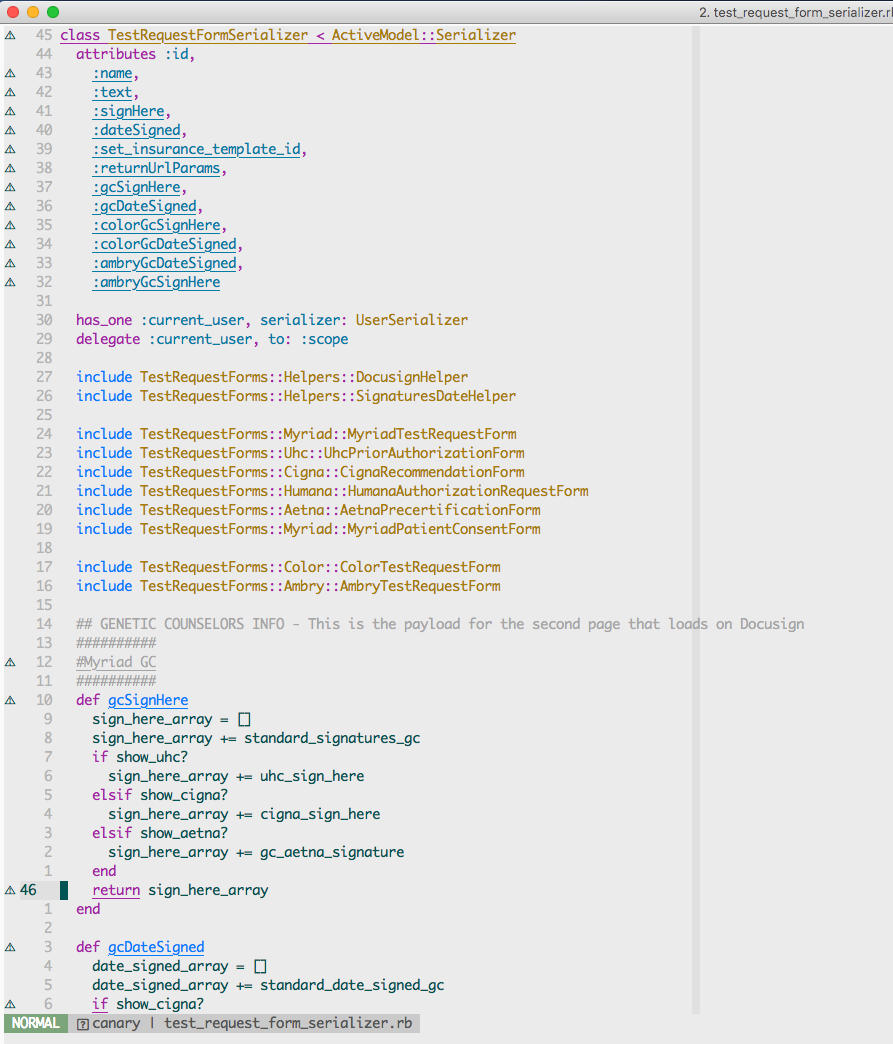 2. test_request_form_serializer.rb
⚠ 45 class TestRequestFormSerializer < ActiveModel::Serializer
44 attributes :id,
⚠ 43 :name,
⚠ 42 :text,
⚠ 41 :signHere,
⚠ 40 :dateSigned,
⚠ 39 :set_insurance_template_id,
⚠ 38 :returnUrlParams,
⚠ 37 :gcSignHere,
⚠ 36 :gcDateSigned,
⚠ 35 :colorGcSignHere,
⚠ 34 :colorGcDateSigned,
⚠ 33 :ambryGcDateSigned,
⚠ 32 :ambryGcSignHere
31
30 has_one :current_user, serializer: UserSerializer
29 delegate :current_user, to: :scope
28
27 include TestRequestForms::Helpers::DocusignHelper
26 include TestRequestForms::Helpers::SignaturesDateHelper
25
24 include TestRequestForms::Myriad::MyriadTestRequestForm
23 include TestRequestForms::Uhc::UhcPriorAuthorizationForm
22 include TestRequestForms::Cigna::CignaRecommendationForm
21 include TestRequestForms::Humana::HumanaAuthorizationRequestForm
20 include TestRequestForms::Aetna::AetnaPrecertificationForm
19 include TestRequestForms::Myriad::MyriadPatientConsentForm
18
17 include TestRequestForms::Color::ColorTestRequestForm
16 include TestRequestForms::Ambry::AmbryTestRequestForm
15
14 ## GENETIC COUNSELORS INFO - This is the payload for the second page that loads on Docusign
13 ##########
⚠ 12 #Myriad GC
11 ##########
⚠ 10 def gcSignHere
9 sign_here_array = []
8 sign_here_array += standard_signatures_gc
7 if show_uhc?
6 sign_here_array += uhc_sign_here
5 elsif show_cigna?
4 sign_here_array += cigna_sign_here
3 elsif show_aetna?
2 sign_here_array += gc_aetna_signature
1 end
⚠ 46 return sign_here_array
1 end
2
⚠ 3 def gcDateSigned
4 date_signed_array = []
5 date_signed_array += standard_date_signed_gc
⚠ 6 if show_cigna?
NORMAL [?] canary | test_request_form_serializer.rb